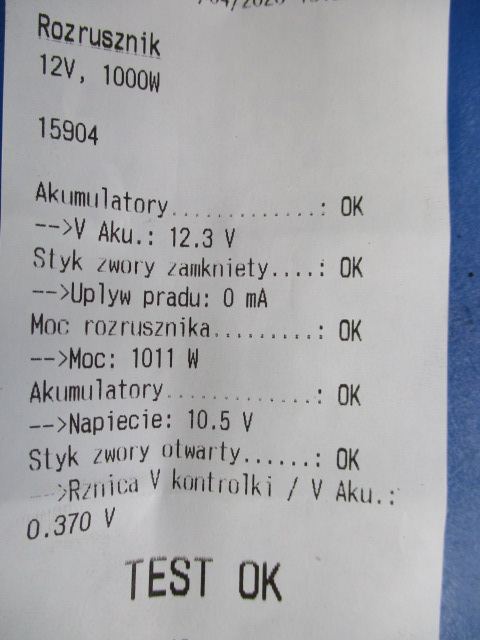 Rozrusznik
12V, 1000W
15904
Akumulatory.............: OK
-->V Aku.: 12.3 V
Styk zwory zamkniety....: OK
-->Uplyw pradu: 0 mA
Moc rozrusznika.........: OK
-->Moc: 1011 W
Akumulatory.............: OK
-->Napiecie: 10.5 V
Styk zwory otwarty......: OK
-->Rznica V kontrolki / V Aku.:
0.370 V
TEST OK